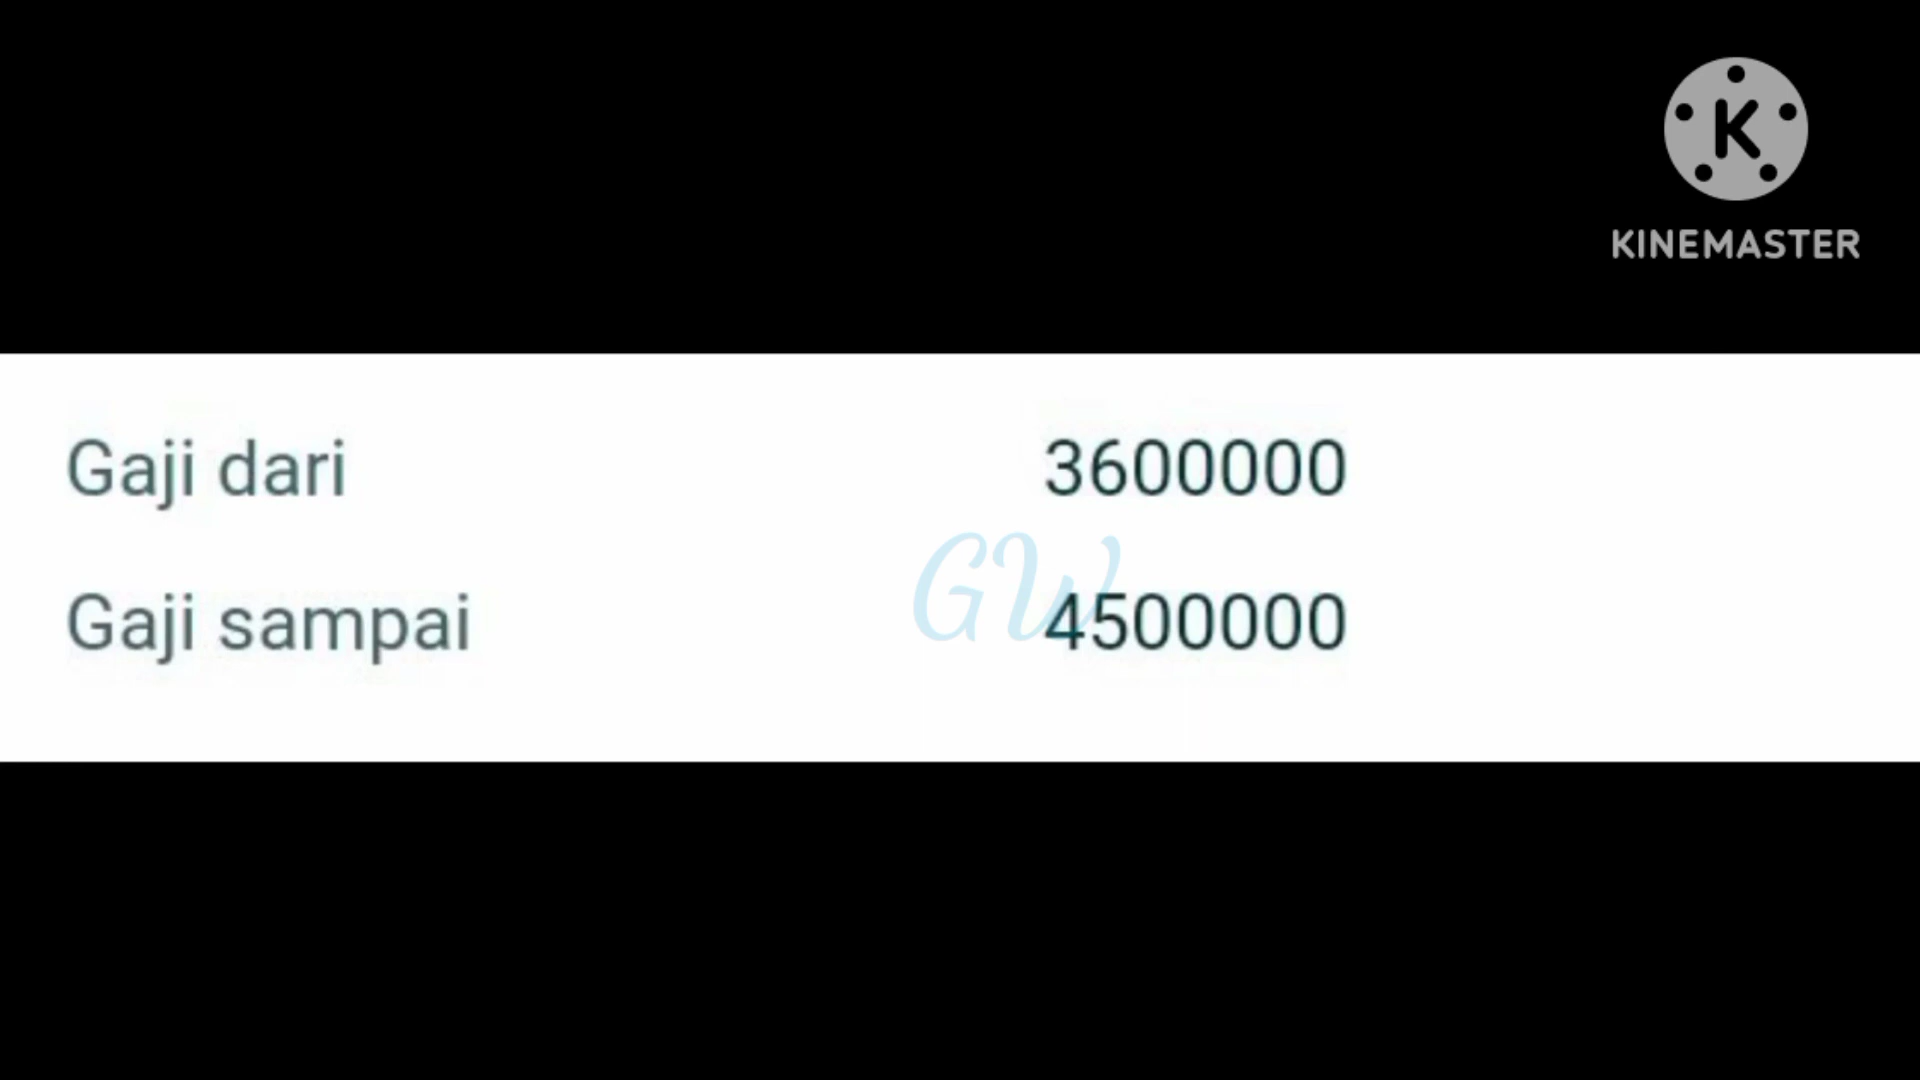 K
KINEMASTER
Gaji dari 3600000
GW
Gaji sampai 4500000